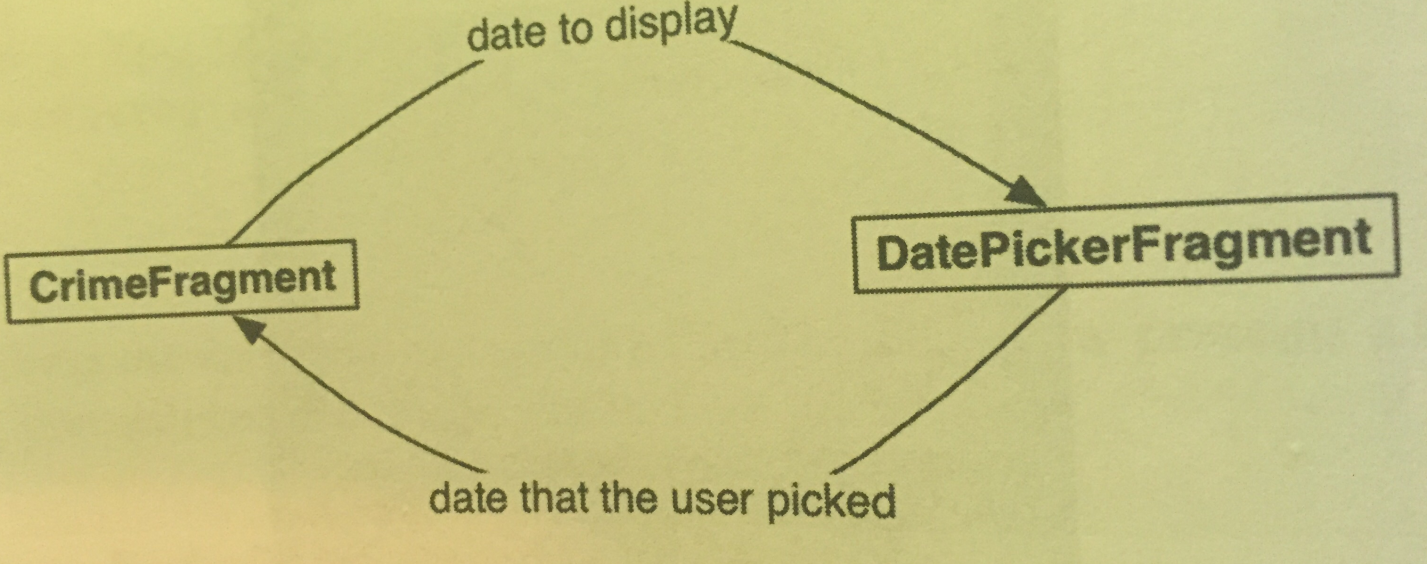 date to display
CrimeFragment
DatePickerFragment
date that the user picked